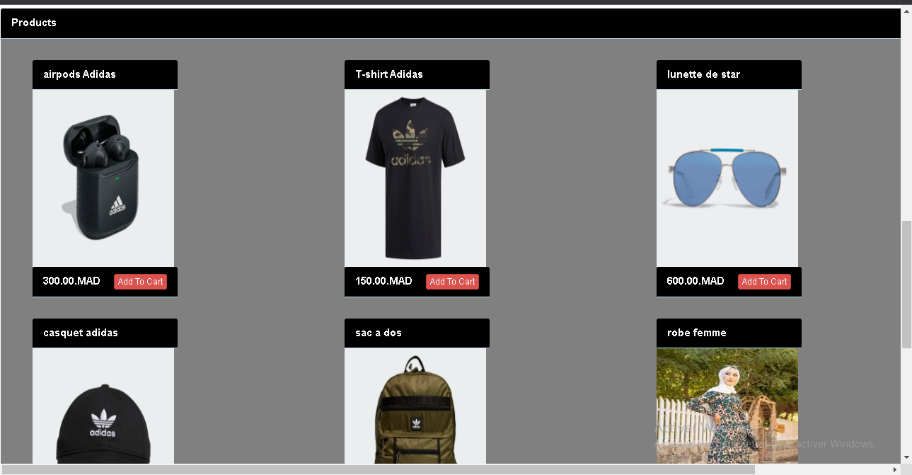 Products
airpods Adidas
T-shirt Adidas
lunette de star
adidas
adidas
300.00.MAD Add To Cart
150.00.MAD Add To Cart
600.00.MAD Add To Cart
casquet adidas
sac a dos
robe femme
adidas
activer Windows.